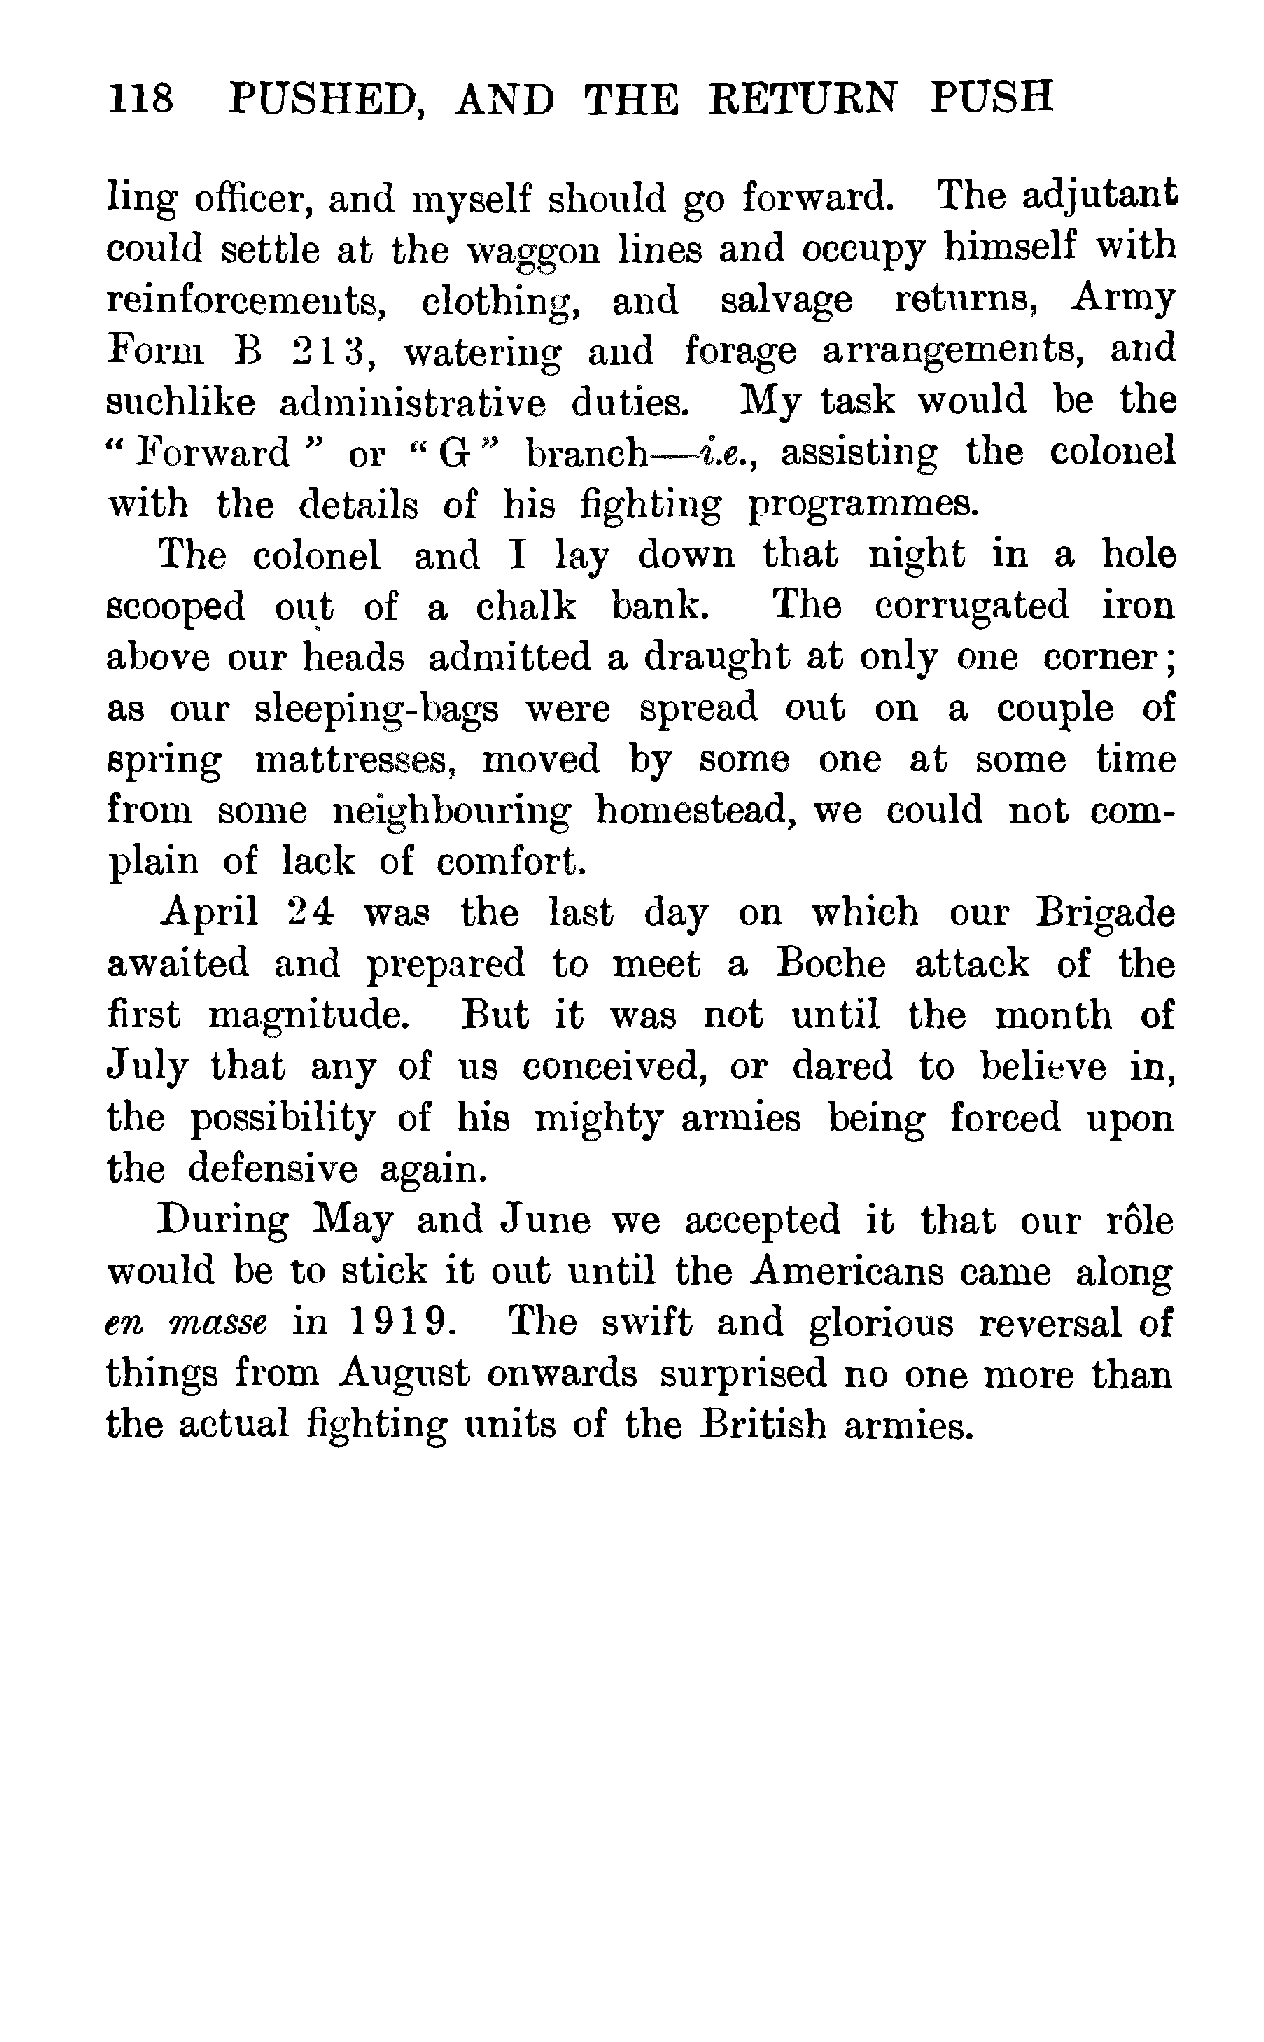 118 PUSHED, AND THE RETURN PUSH
ling officer, and myself should go forward. The adjutant
could settle at the waggon lines and occupy himself with
reinforcements, clothing, and salvage returns, Army
Form B 213, watering and forage arrangements, and
suchlike administrative duties. My task would be the
“ Forward ” or “ G ” branch—i.e., assisting the colonel
with the details of his fighting programmes.
The colonel and I lay down that night in a hole
scooped out of a chalk bank. The corrugated iron
above our heads admitted a draught at only one corner;
as our sleeping-bags were spread out on a couple of
spring mattresses, moved by some one at some time
from some neighbouring homestead, we could not com-
plain of lack of comfort.
April 24 was the last day on which our Brigade
awaited and prepared to meet a Boche attack of the
first magnitude. But it was not until the month of
July that any of us conceived, or dared to believe in,
the possibility of his mighty armies being forced upon
the defensive again.
During May and June we accepted it that our rôle
would be to stick it out until the Americans came along
en masse in 1919. The swift and glorious reversal of
things from August onwards surprised no one more than
the actual fighting units of the British armies.